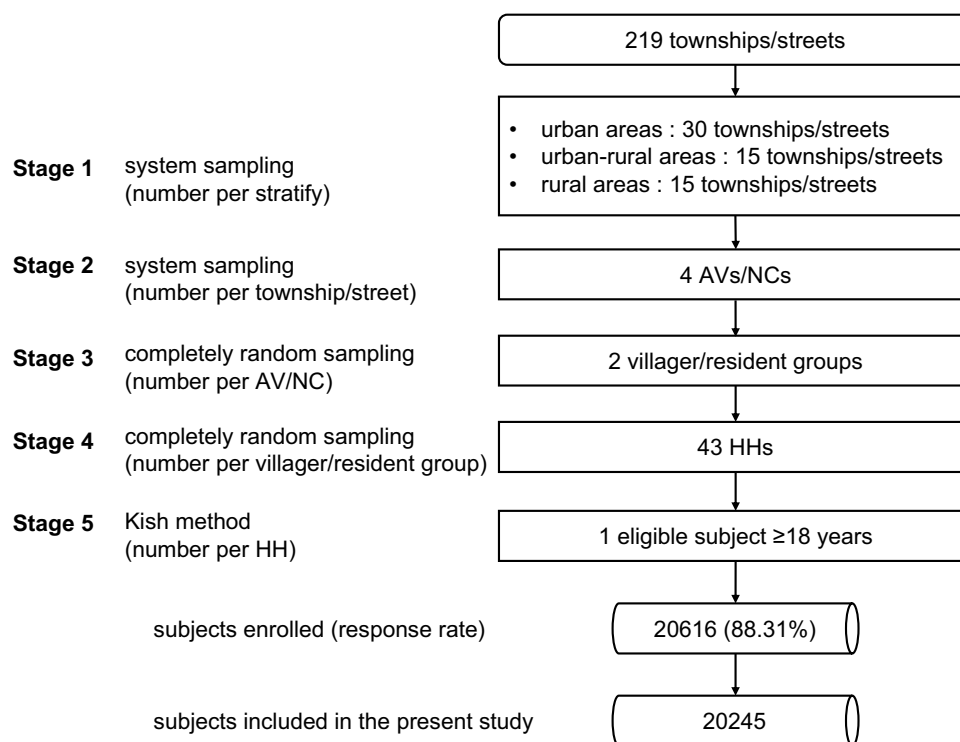 219 townships/streets
Stage 1
system sampling
(number per stratify)
• urban areas : 30 townships/streets
• urban-rural areas : 15 townships/streets
• rural areas : 15 townships/streets
Stage 2
system sampling
(number per township/street)
4 AVs/NCs
Stage 3
completely random sampling
(number per AV/NC)
2 villager/resident groups
Stage 4
completely random sampling
(number per villager/resident group)
43 HHs
Stage 5
Kish method
(number per HH)
1 eligible subject ≥18 years
subjects enrolled (response rate)
20616 (88.31%)
subjects included in the present study
20245